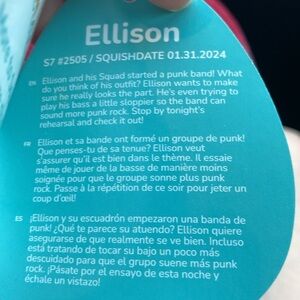 Ellison
S7 #2505 / SQUISHDATE 01.31.2024
EN Ellison and his Squad started a punk band! What
do you think of his outfit? Ellison wants to make
sure he really looks the part. He's even trying to
play his bass a little sloppier so the band can
sound more punk rock. Stop by tonight's
rehearsal and check it out!
FR Ellison et sa bande ont formé un groupe de punk!
Que penses-tu de sa tenue? Ellison veut
s'assurer qu'il est bien dans le thème. Il essaie
même de jouer de la basse de manière moins
soignée pour que le groupe sonne plus punk
rock. Passe à la répétition de ce soir pour jeter un
coup d'œil!
ES ¡Ellison y su escuadrón empezaron una banda de
punk! ¿Qué te parece su atuendo? Ellison quiere
asegurarse de que realmente se ve bien. Incluso
está tratando de tocar su bajo un poco más
descuidado para que el grupo suene más punk
rock. ¡Pásate por el ensayo de esta noche y
échale un vistazo!